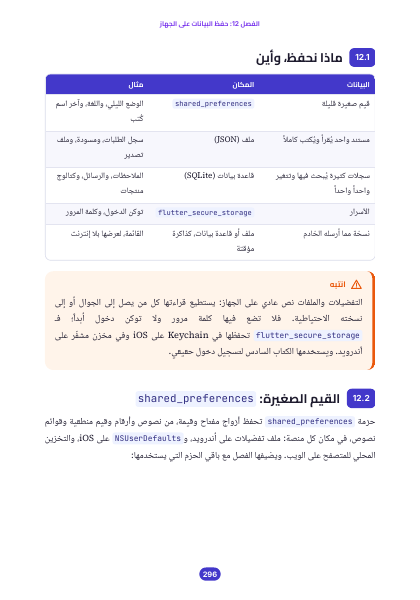 الفصل 12: حفظ البيانات على الجهاز
12.1 ماذا نحفظ، وأين
البيانات المكان مثال
قيم صغيرة قليلة shared_preferences الوضع الليلي، واللغة، وآخر اسم
كُتب
مستند واحد يُقرأ ويُكتب كاملاً ملف (JSON) سجل الطلبات، ومسودة، وملف
تصدير
سجلات كثيرة يُبحث فيها وتتغير قاعدة بيانات (SQLite) الملاحظات، والرسائل، وكتالوج
واحداً واحداً منتجات
الأسرار flutter_secure_storage توكن الدخول، وكلمة المرور
نسخة مما أرسله الخادم ملف أو قاعدة بيانات، كذاكرة القائمة، لعرضها بلا إنترنت
مؤقتة
انتبه
التفضيلات والملفات نص عادي على الجهاز: يستطيع قراءتها كل من يصل إلى الجوال أو إلى
نسخته الاحتياطية. فلا تضع فيها كلمة مرور ولا توكن دخول أبداً؛ فـ
flutter_secure_storage تحفظها في Keychain على iOS وفي مخزن مشفّر على
أندرويد، ويستخدمها الكتاب السادس لتسجيل دخول حقيقي.
12.2 القيم الصغيرة: shared_preferences
حزمة shared_preferences تحفظ أزواج مفتاح وقيمة، من نصوص وأرقام وقيم منطقية وقوائم
نصوص، في مكان كل منصة: ملف تفضيلات على أندرويد، و NSUserDefaults على iOS، والتخزين
المحلي للمتصفح على الويب. ويضيفها الفصل مع باقي الحزم التي يستخدمها:
296